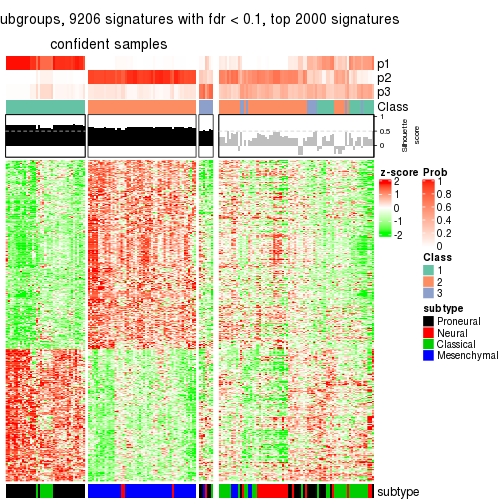 ubgroups, 9206 signatures with fdr < 0.1, top 2000 signatures
confident samples
p1
p2
p3
Class
1
0.5
0
Silhouette
score
z-score
2
1
0
-1
-2
Prob
1
0.8
0.6
0.4
0.2
0
Class
1
2
3
subtype
Proneural
Neural
Classical
Mesenchymal
subtype